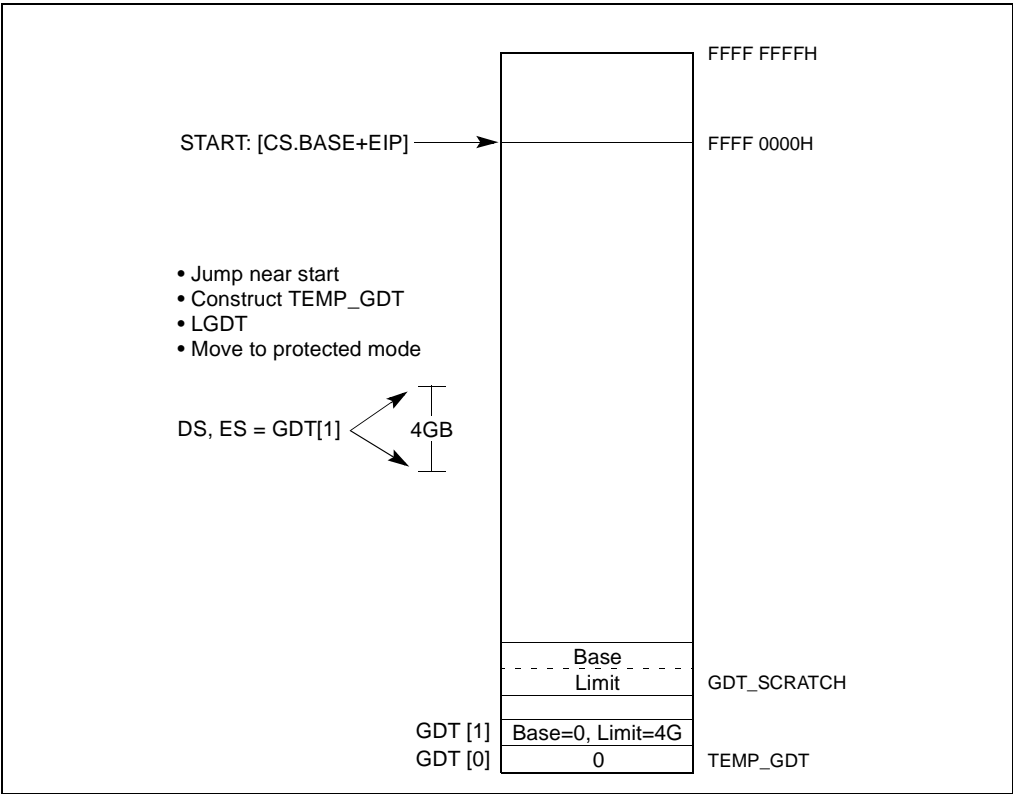 FFFF FFFFH
START: [CS.BASE+EIP]
FFFF 0000H
• Jump near start
• Construct TEMP_GDT
• LGDT
• Move to protected mode
DS, ES = GDT[1]
4GB
Base
Limit
GDT_SCRATCH
GDT [1]
Base=0, Limit=4G
GDT [0]
0
TEMP_GDT